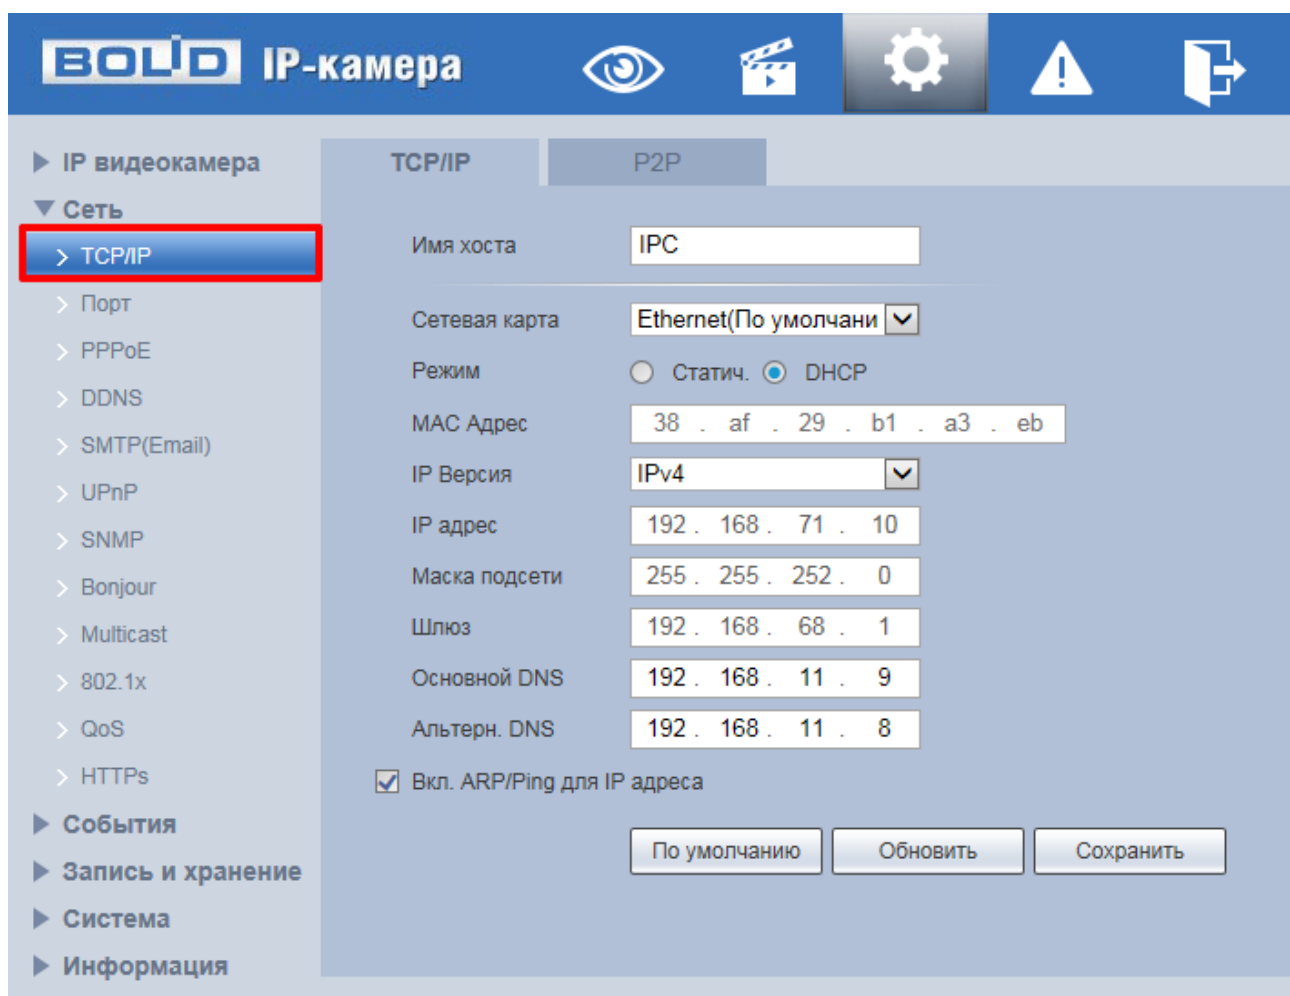 BOLID IP-камера
IP видеокамера
Сеть
TCP/IP
Порт
PPPoE
DDNS
SMTP(Email)
UPnP
SNMP
Bonjour
Multicast
802.1x
QoS
HTTPs
События
Запись и хранение
Система
Информация
TCP/IP P2P
Имя хоста IPC
Сетевая карта Ethernet(По умолчани
Режим Статич. DHCP
MAC Адрес 38 . af . 29 . b1 . a3 . eb
IP Версия IPv4
IP адрес 192 . 168 . 71 . 10
Маска подсети 255 . 255 . 252 . 0
Шлюз 192 . 168 . 68 . 1
Основной DNS 192 . 168 . 11 . 9
Альтерн. DNS 192 . 168 . 11 . 8
Вкл. ARP/Ping для IP адреса
По умолчанию Обновить Сохранить